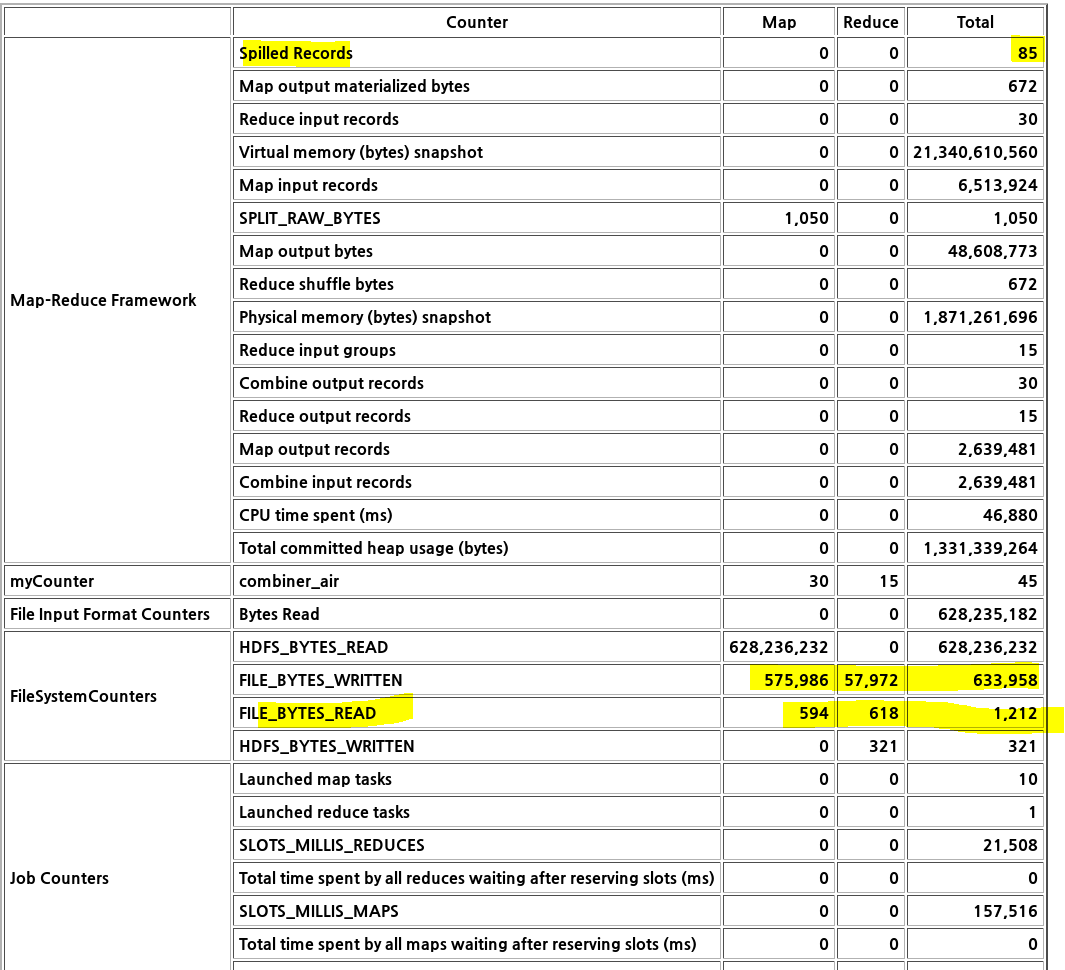 Counter Map Reduce Total
Map-Reduce Framework
Spilled Records 0 0 85
Map output materialized bytes 0 0 672
Reduce input records 0 0 30
Virtual memory (bytes) snapshot 0 0 21,340,610,560
Map input records 0 0 6,513,924
SPLIT_RAW_BYTES 1,050 0 1,050
Map output bytes 0 0 48,608,773
Reduce shuffle bytes 0 0 672
Physical memory (bytes) snapshot 0 0 1,871,261,696
Reduce input groups 0 0 15
Combine output records 0 0 30
Reduce output records 0 0 15
Map output records 0 0 2,639,481
Combine input records 0 0 2,639,481
CPU time spent (ms) 0 0 46,880
Total committed heap usage (bytes) 0 0 1,331,339,264
myCounter combiner_air 30 15 45
File Input Format Counters Bytes Read 0 0 628,235,182
FileSystemCounters
HDFS_BYTES_READ 628,236,232 0 628,236,232
FILE_BYTES_WRITTEN 575,986 57,972 633,958
FILE_BYTES_READ 594 618 1,212
HDFS_BYTES_WRITTEN 0 321 321
Job Counters
Launched map tasks 0 0 10
Launched reduce tasks 0 0 1
SLOTS_MILLIS_REDUCES 0 0 21,508
Total time spent by all reduces waiting after reserving slots (ms) 0 0 0
SLOTS_MILLIS_MAPS 0 0 157,516
Total time spent by all maps waiting after reserving slots (ms) 0 0 0